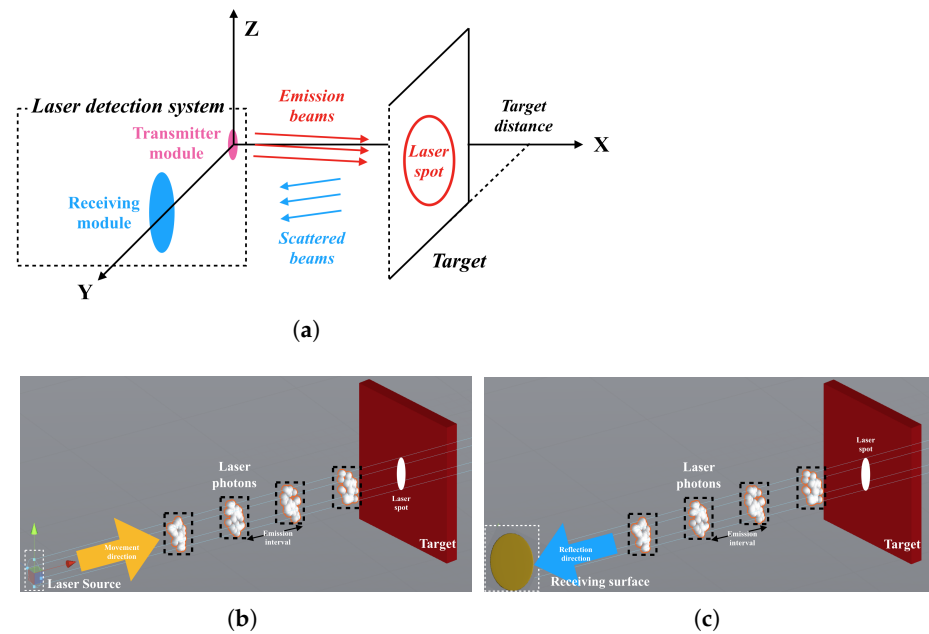 Z
Laser detection system
Emission
beams
Target
distance
Transmitter
module
X
Laser
spot
Receiving
module
Scattered
beams
Target
Y
(a)
Laser
photons
Laser
spot
Emission
interval
Movement
direction
Target
Laser Source
(b)
Laser
spot
Laser
photons
Emission
interval
Reflection
direction
Target
Receiving surface
(c)